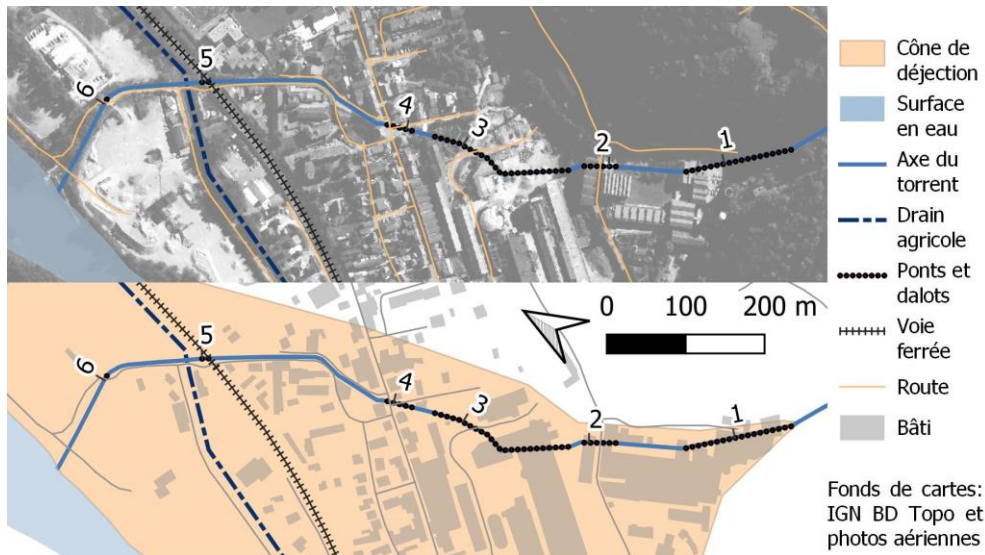 6
5
4
3
2
1
6
5
4
3
2
1
0 100 200 m
Cône de
déjection
Surface
en eau
Axe du
torrent
Drain
agricole
Ponts et
dalots
Voie
ferrée
Route
Bâti
Fonds de cartes:
IGN BD Topo et
photos aériennes